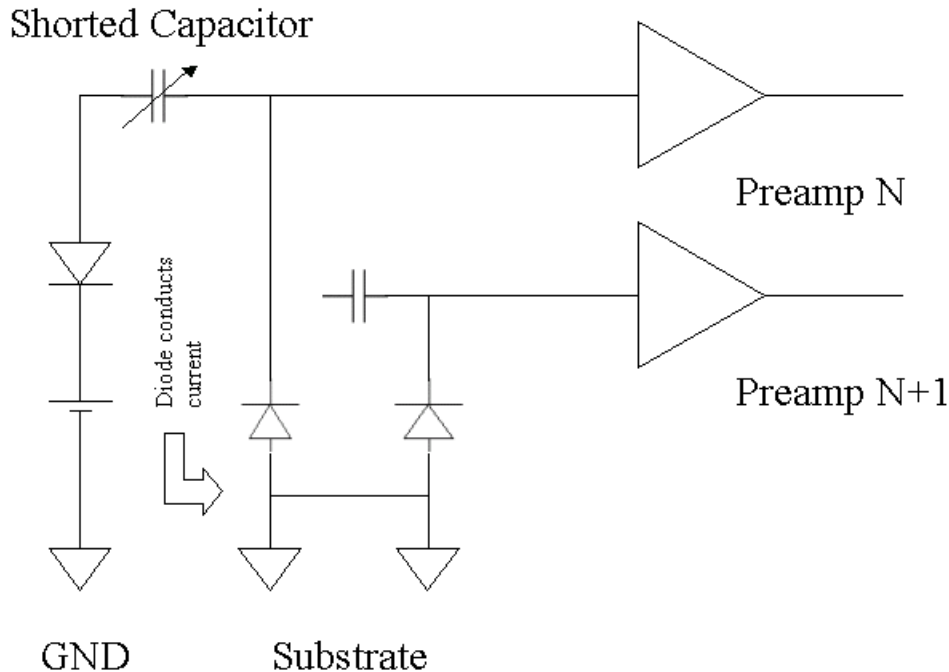 Shorted Capacitor
Preamp N
Diode conducts
current
Preamp N+1
GND
Substrate